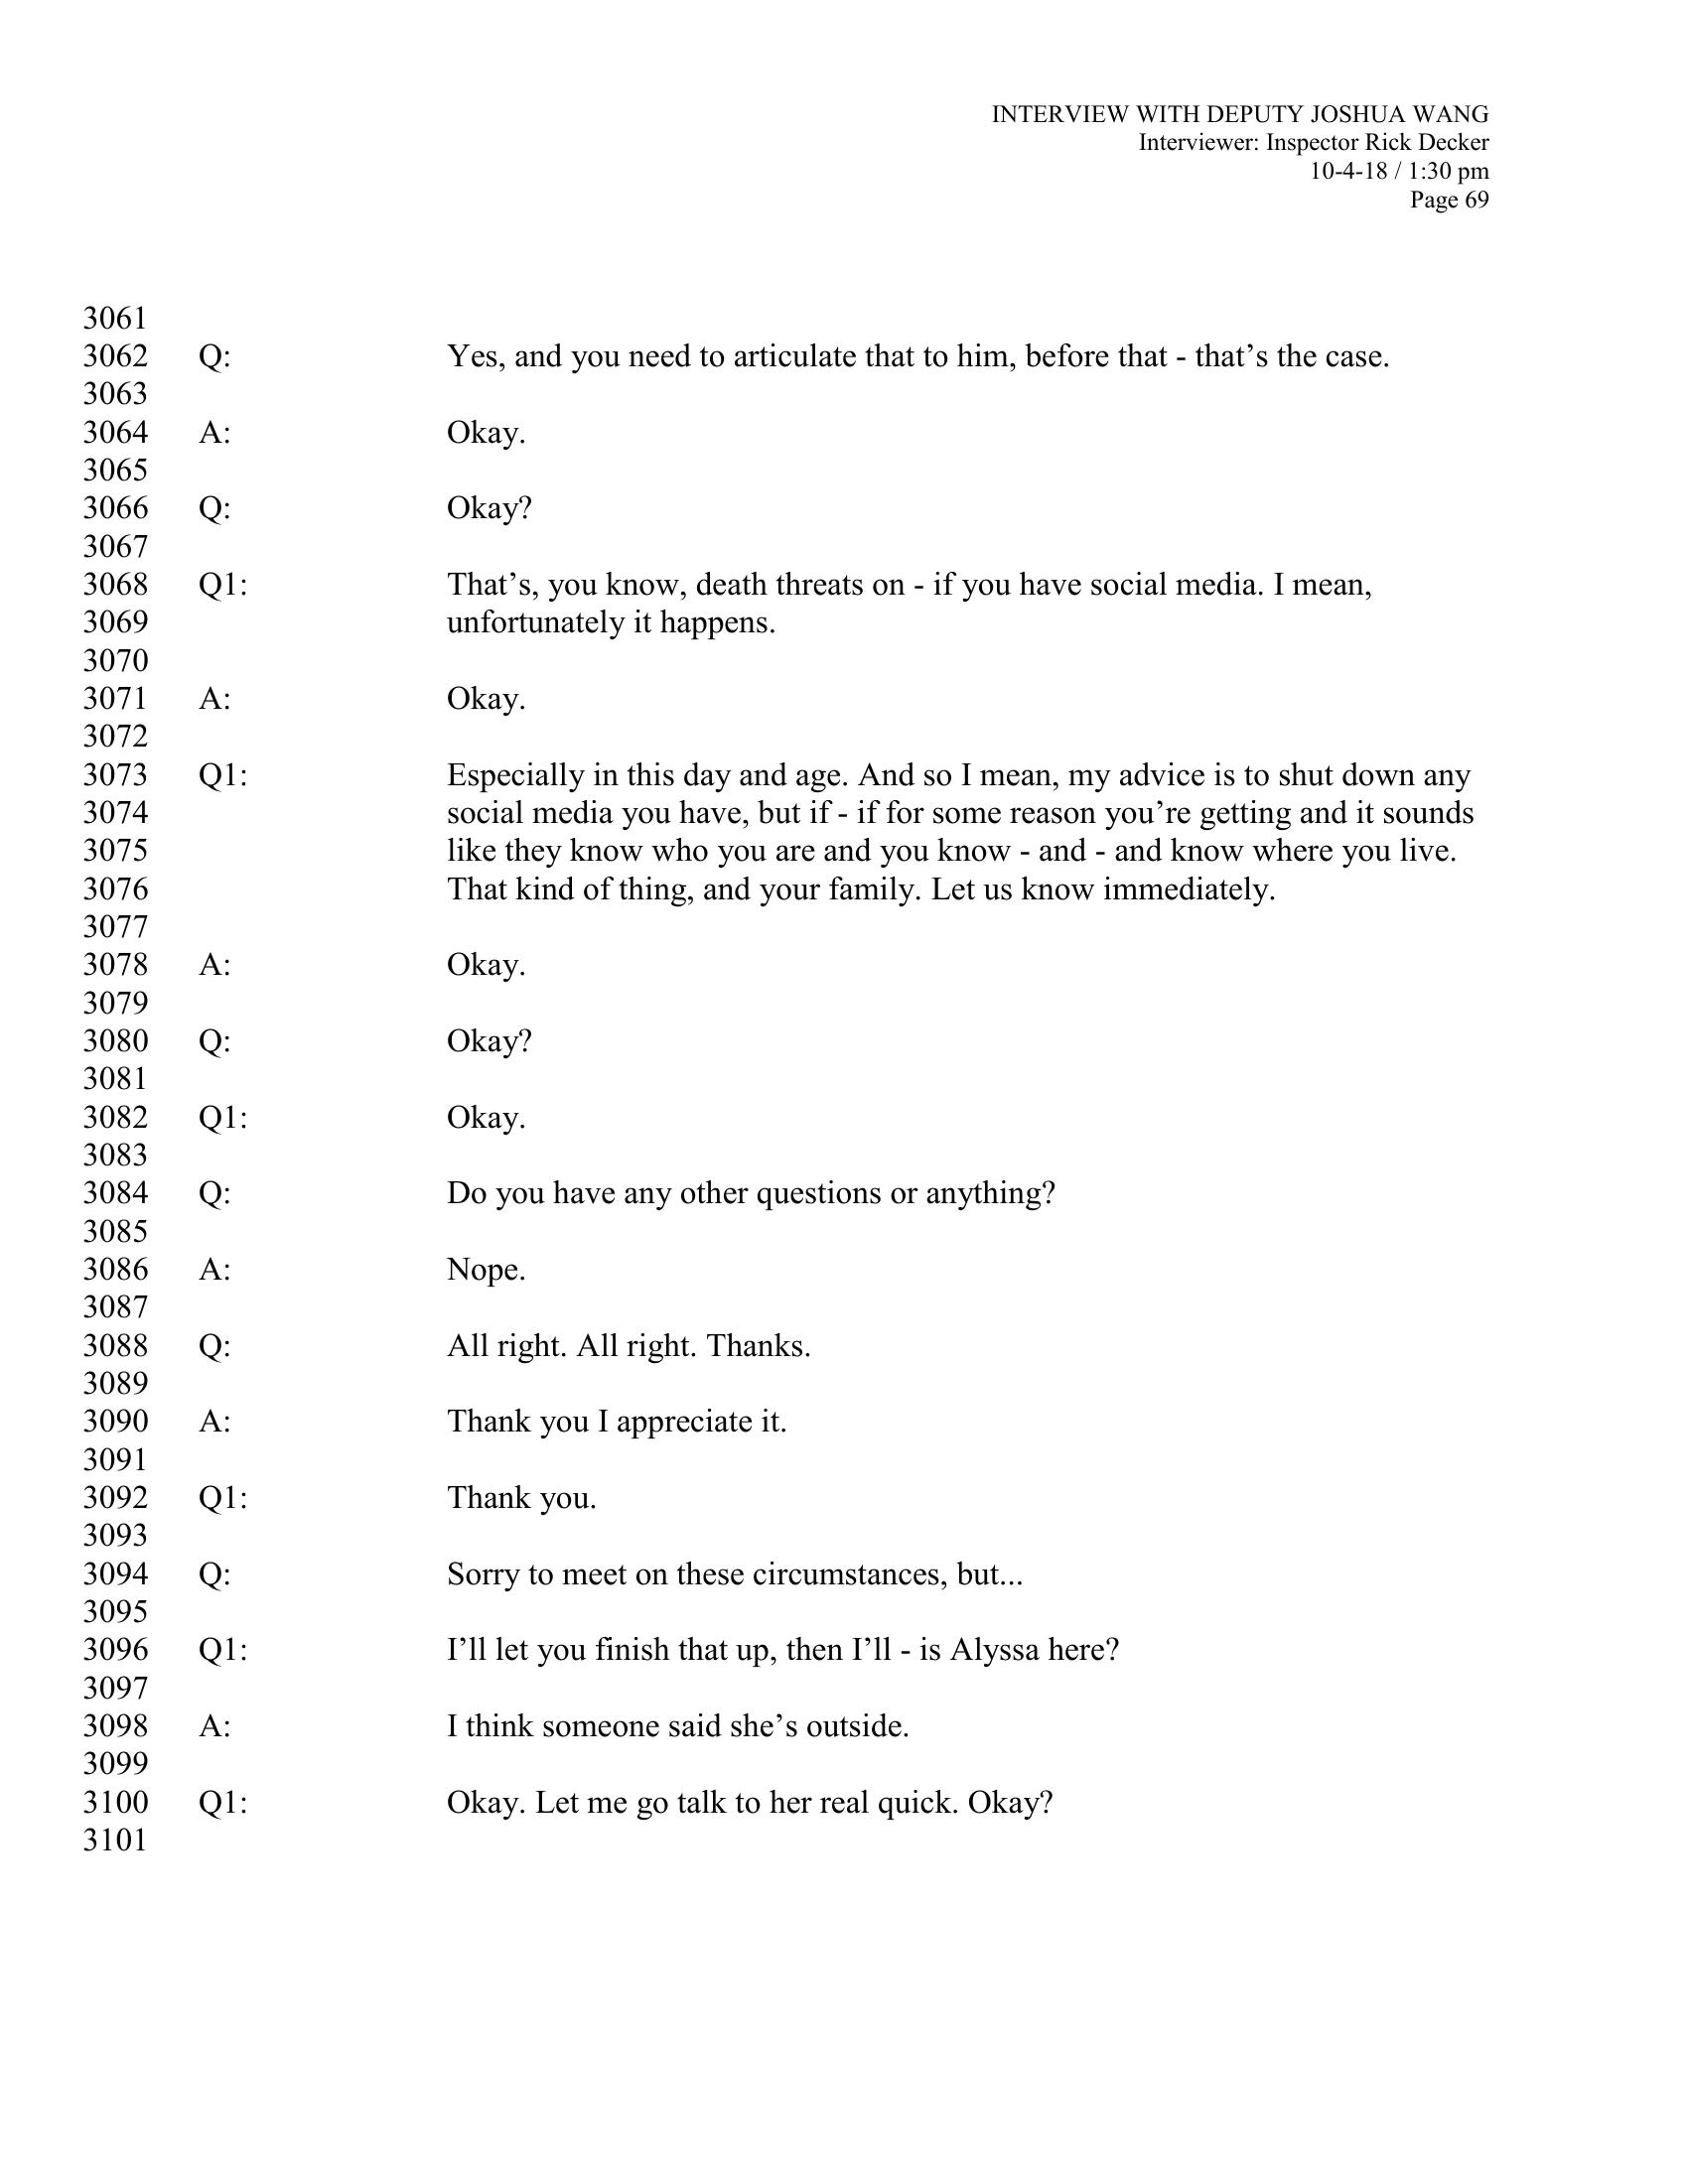 INTERVIEW WITH DEPUTY JOSHUA WANG
Interviewer: Inspector Rick Decker
10-4-18 / 1:30 pm
Page 69
3061
3062 Q: Yes, and you need to articulate that to him, before that - that’s the case.
3063
3064 A: Okay.
3065
3066 Q: Okay?
3067
3068 Q1: That’s, you know, death threats on - if you have social media. I mean,
3069 unfortunately it happens.
3070
3071 A: Okay.
3072
3073 Q1: Especially in this day and age. And so I mean, my advice is to shut down any
3074 social media you have, but if - if for some reason you’re getting and it sounds
3075 like they know who you are and you know - and - and know where you live.
3076 That kind of thing, and your family. Let us know immediately.
3077
3078 A: Okay.
3079
3080 Q: Okay?
3081
3082 Q1: Okay.
3083
3084 Q: Do you have any other questions or anything?
3085
3086 A: Nope.
3087
3088 Q: All right. All right. Thanks.
3089
3090 A: Thank you I appreciate it.
3091
3092 Q1: Thank you.
3093
3094 Q: Sorry to meet on these circumstances, but...
3095
3096 Q1: I’ll let you finish that up, then I’ll - is Alyssa here?
3097
3098 A: I think someone said she’s outside.
3099
3100 Q1: Okay. Let me go talk to her real quick. Okay?
3101